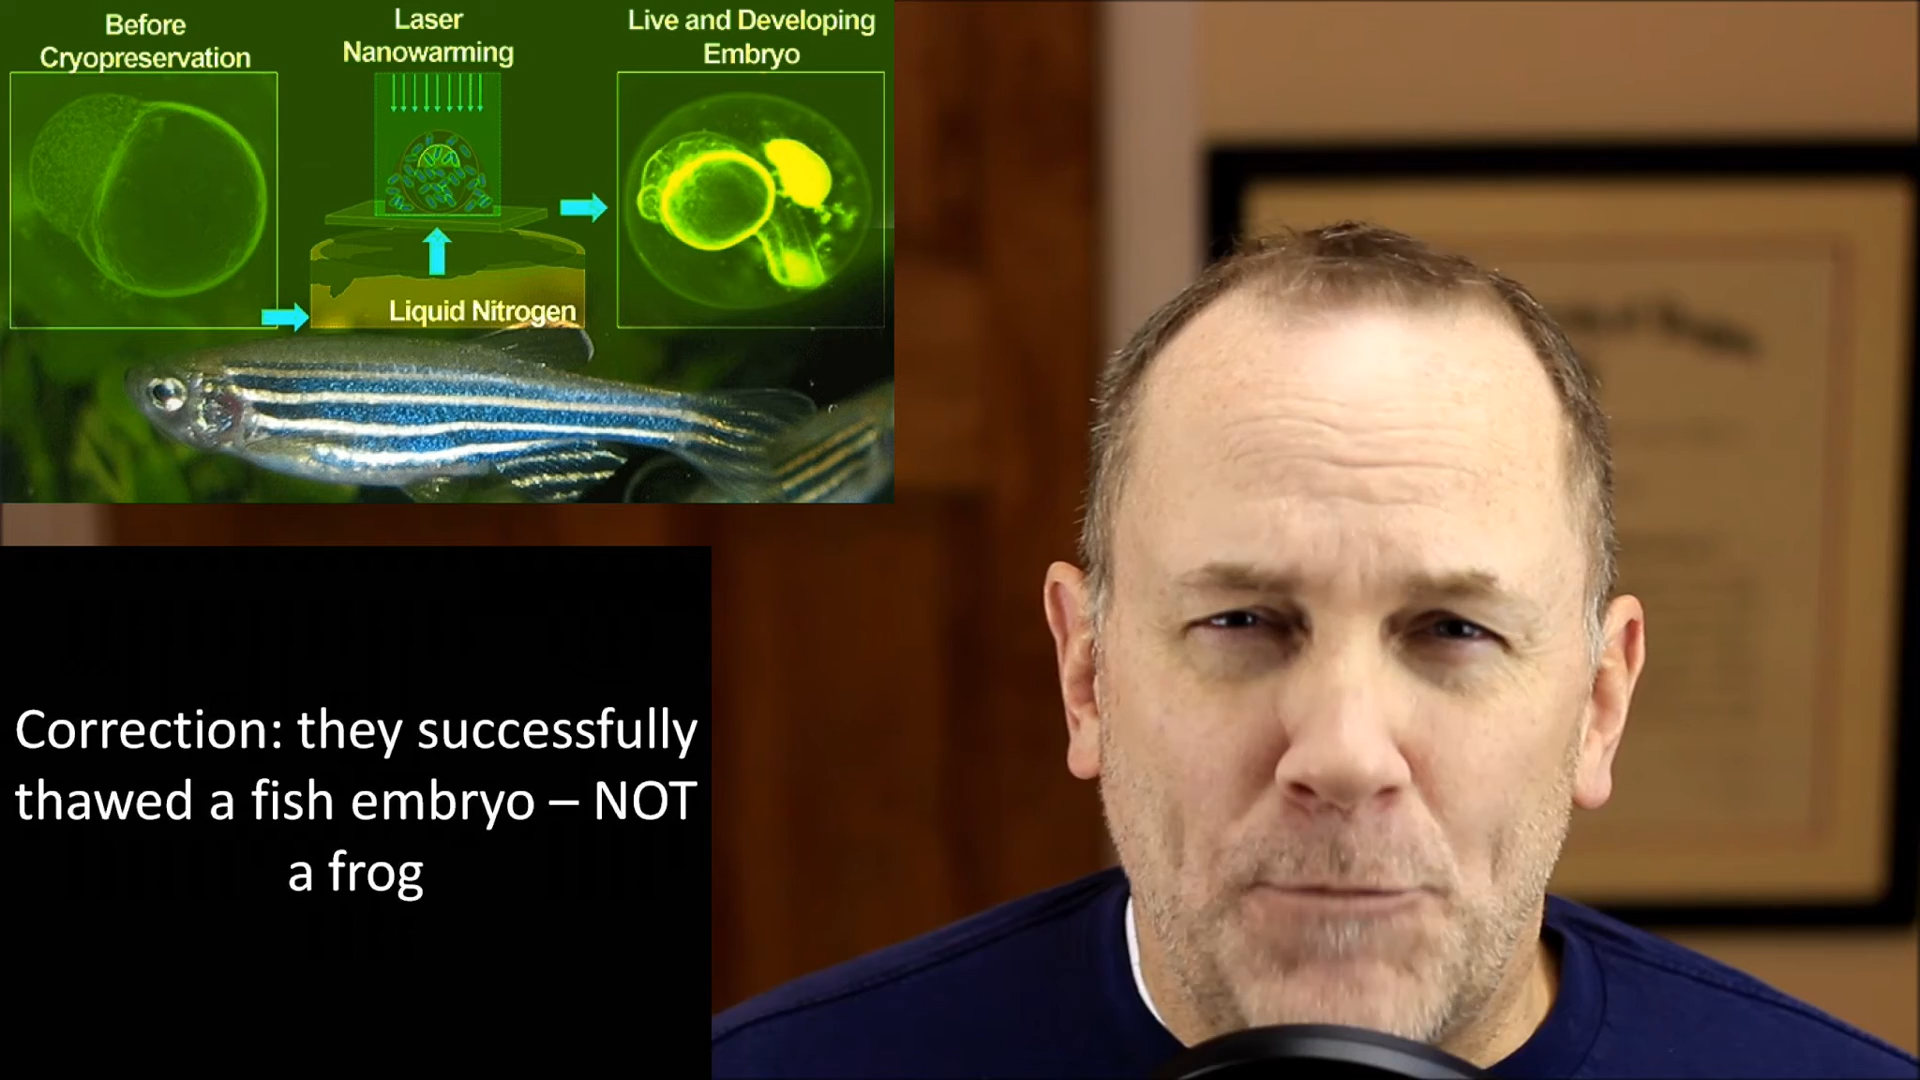 Before
Cryopreservation
Laser
Nanowarming
Live and Developing
Embryo
Liquid Nitrogen
Correction: they successfully
thawed a fish embryo – NOT
a frog